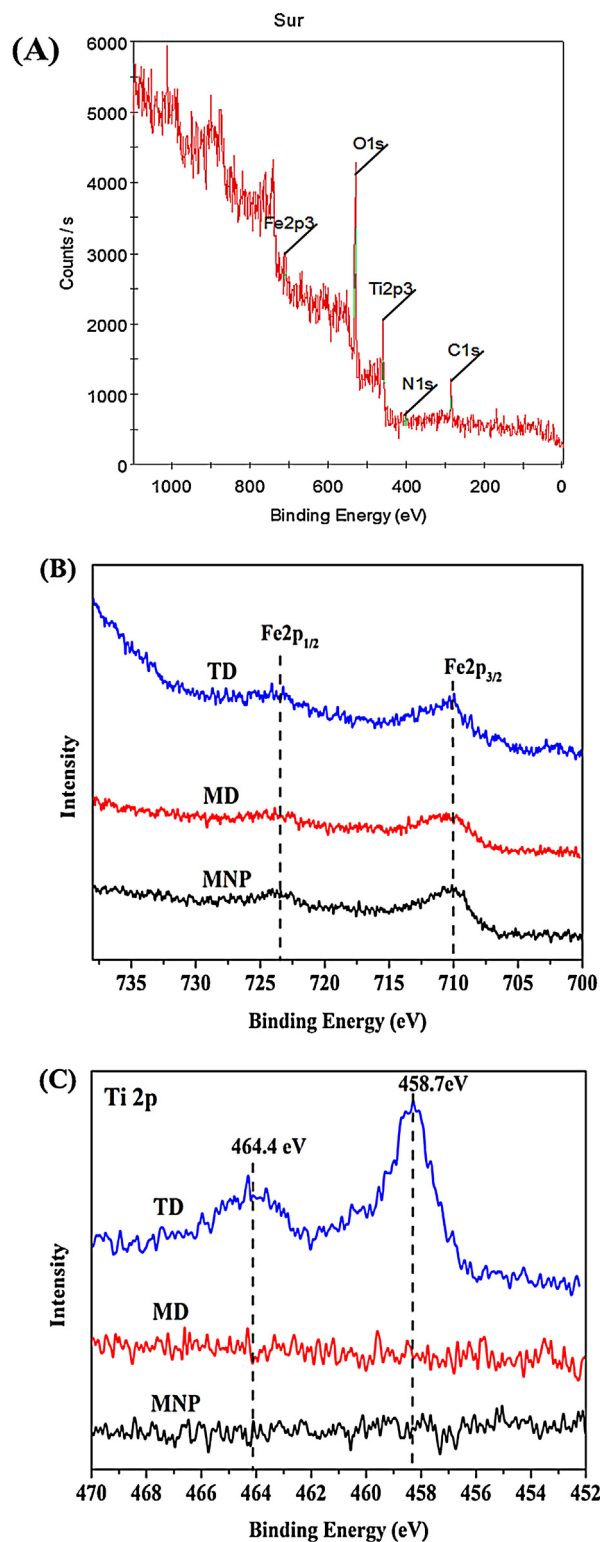 Sur
(A)
6000
5000
4000
3000
2000
1000
0
Counts / s
O1s
Fe2p3
Ti2p3
C1s
N1s
1000 800 600 400 200 0
Binding Energy (eV)
(B)
Fe2p1/2
Fe2p3/2
TD
MD
MNP
Intensity
735 730 725 720 715 710 705 700
Binding Energy (eV)
(C)
Ti 2p
458.7eV
464.4 eV
TD
MD
MNP
Intensity
470 468 466 464 462 460 458 456 454 452
Binding Energy (eV)